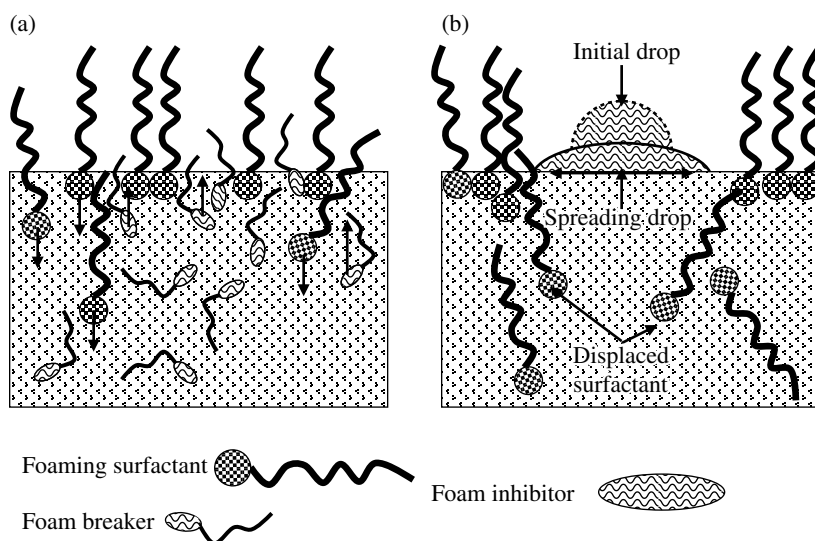 (a)
(b)
Initial drop
Spreading drop
Displaced
surfactant
Foaming surfactant
Foam breaker
Foam inhibitor